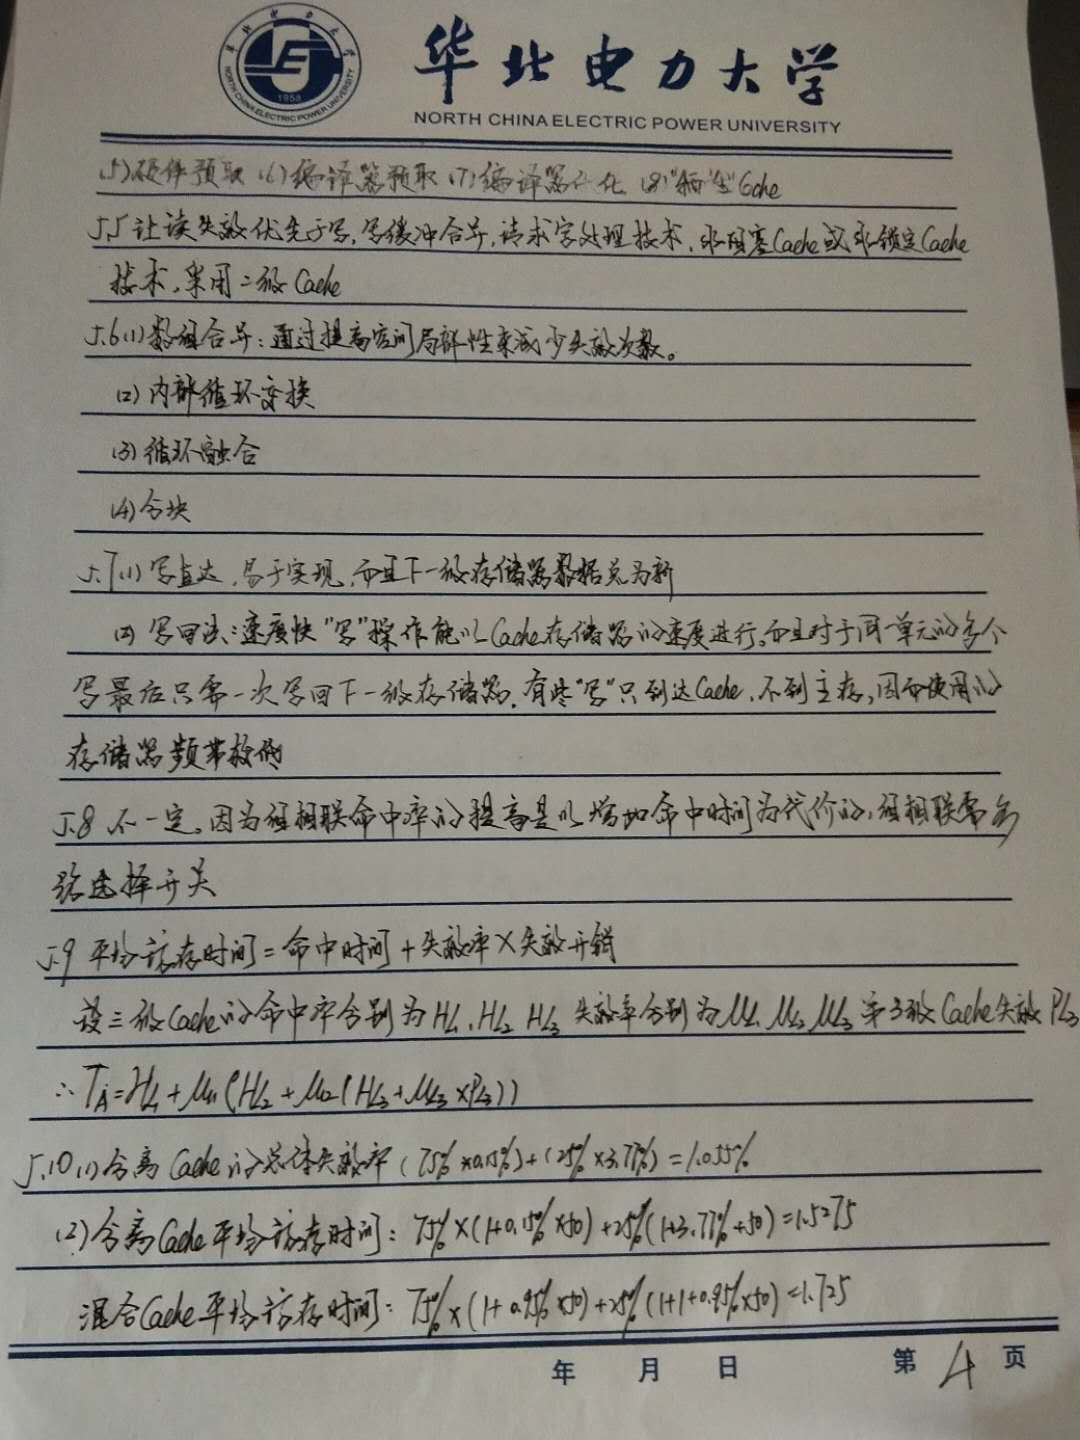 华北电力大学
NORTH CHINA ELECTRIC POWER UNIVERSITY
1958
(5)硬件预取 (6)编译器预取 (7)编译器优化 (8)"牺牲"Cache
5.5 让读失效优先于写,写缓冲合并,请求字处理技术,非阻塞Cache或非锁定Cache
技术,采用二级Cache
5.6 (1)数组合并:通过提高空间局部性来减少失效次数。
(2)内部循环交换
(3)循环融合
(4)分块
5.7 (1)写直达,易于实现,而且下一级存储器数据总为新
(2)写回法:速度快"写"操作能以Cache存储器的速度进行。而且对于同一单元的多个
写最后只需一次写回下一级存储器,有些"写"只到达Cache,不到主存,因而使用的
存储器频带较低
5.8 不一定。因为组相联命中率的提高是以增加命中时间为代价的,组相联需多
路选择开关
5.9 平均访存时间=命中时间+失效率×失效开销
设三级Cache的命中率分别为HL1、HL2 HL3 失效率分别为ML1、ML2、ML3 第3级Cache失效PL3
∴TA=HL1+ML1(HL2+ML2(HL3+ML3×PL3))
5.10 (1)分离Cache的总体失效率(75%×0.15%)+(25%×3.77%)=1.055%
(2)分离Cache平均访存时间:75%×(1+0.15%×50)+25%(1+3.77%+50)=1.5275
混合Cache平均访存时间:75%×(1+0.95%×50)+25%(1+1+0.95%×50)=1.725
年 月 日 第 4 页